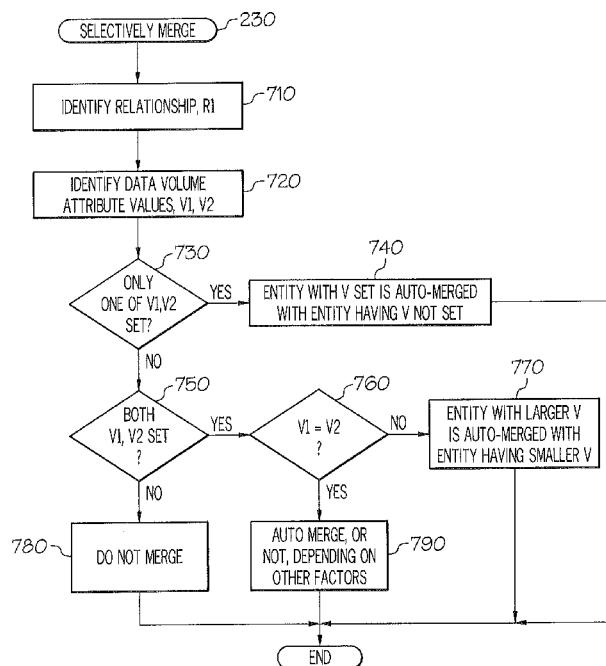 SELECTIVELY MERGE
230
IDENTIFY RELATIONSHIP, R1
710
IDENTIFY DATA VOLUME
ATTRIBUTE VALUES, V1, V2
720
730
ONLY
ONE OF V1,V2
SET?
YES
740
ENTITY WITH V SET IS AUTO-MERGED
WITH ENTITY HAVING V NOT SET
NO
750
BOTH
V1, V2 SET
?
YES
760
V1 = V2
?
NO
770
ENTITY WITH LARGER V
IS AUTO-MERGED WITH
ENTITY HAVING SMALLER V
NO
YES
780
DO NOT MERGE
AUTO MERGE, OR
NOT, DEPENDING ON
OTHER FACTORS
790
END